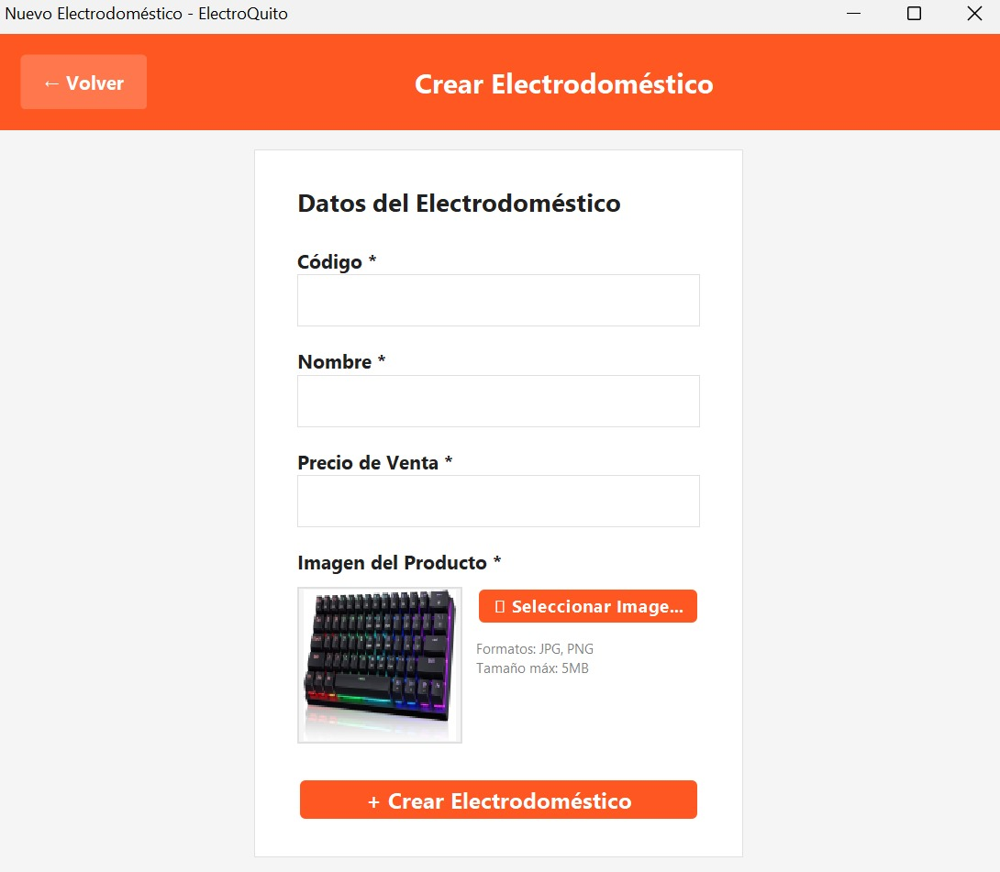 Nuevo Electrodoméstico - ElectroQuito
← Volver
Crear Electrodoméstico
Datos del Electrodoméstico
Código *
Nombre *
Precio de Venta *
Imagen del Producto *
▯ Seleccionar Image...
Formatos: JPG, PNG
Tamaño máx: 5MB
+ Crear Electrodoméstico